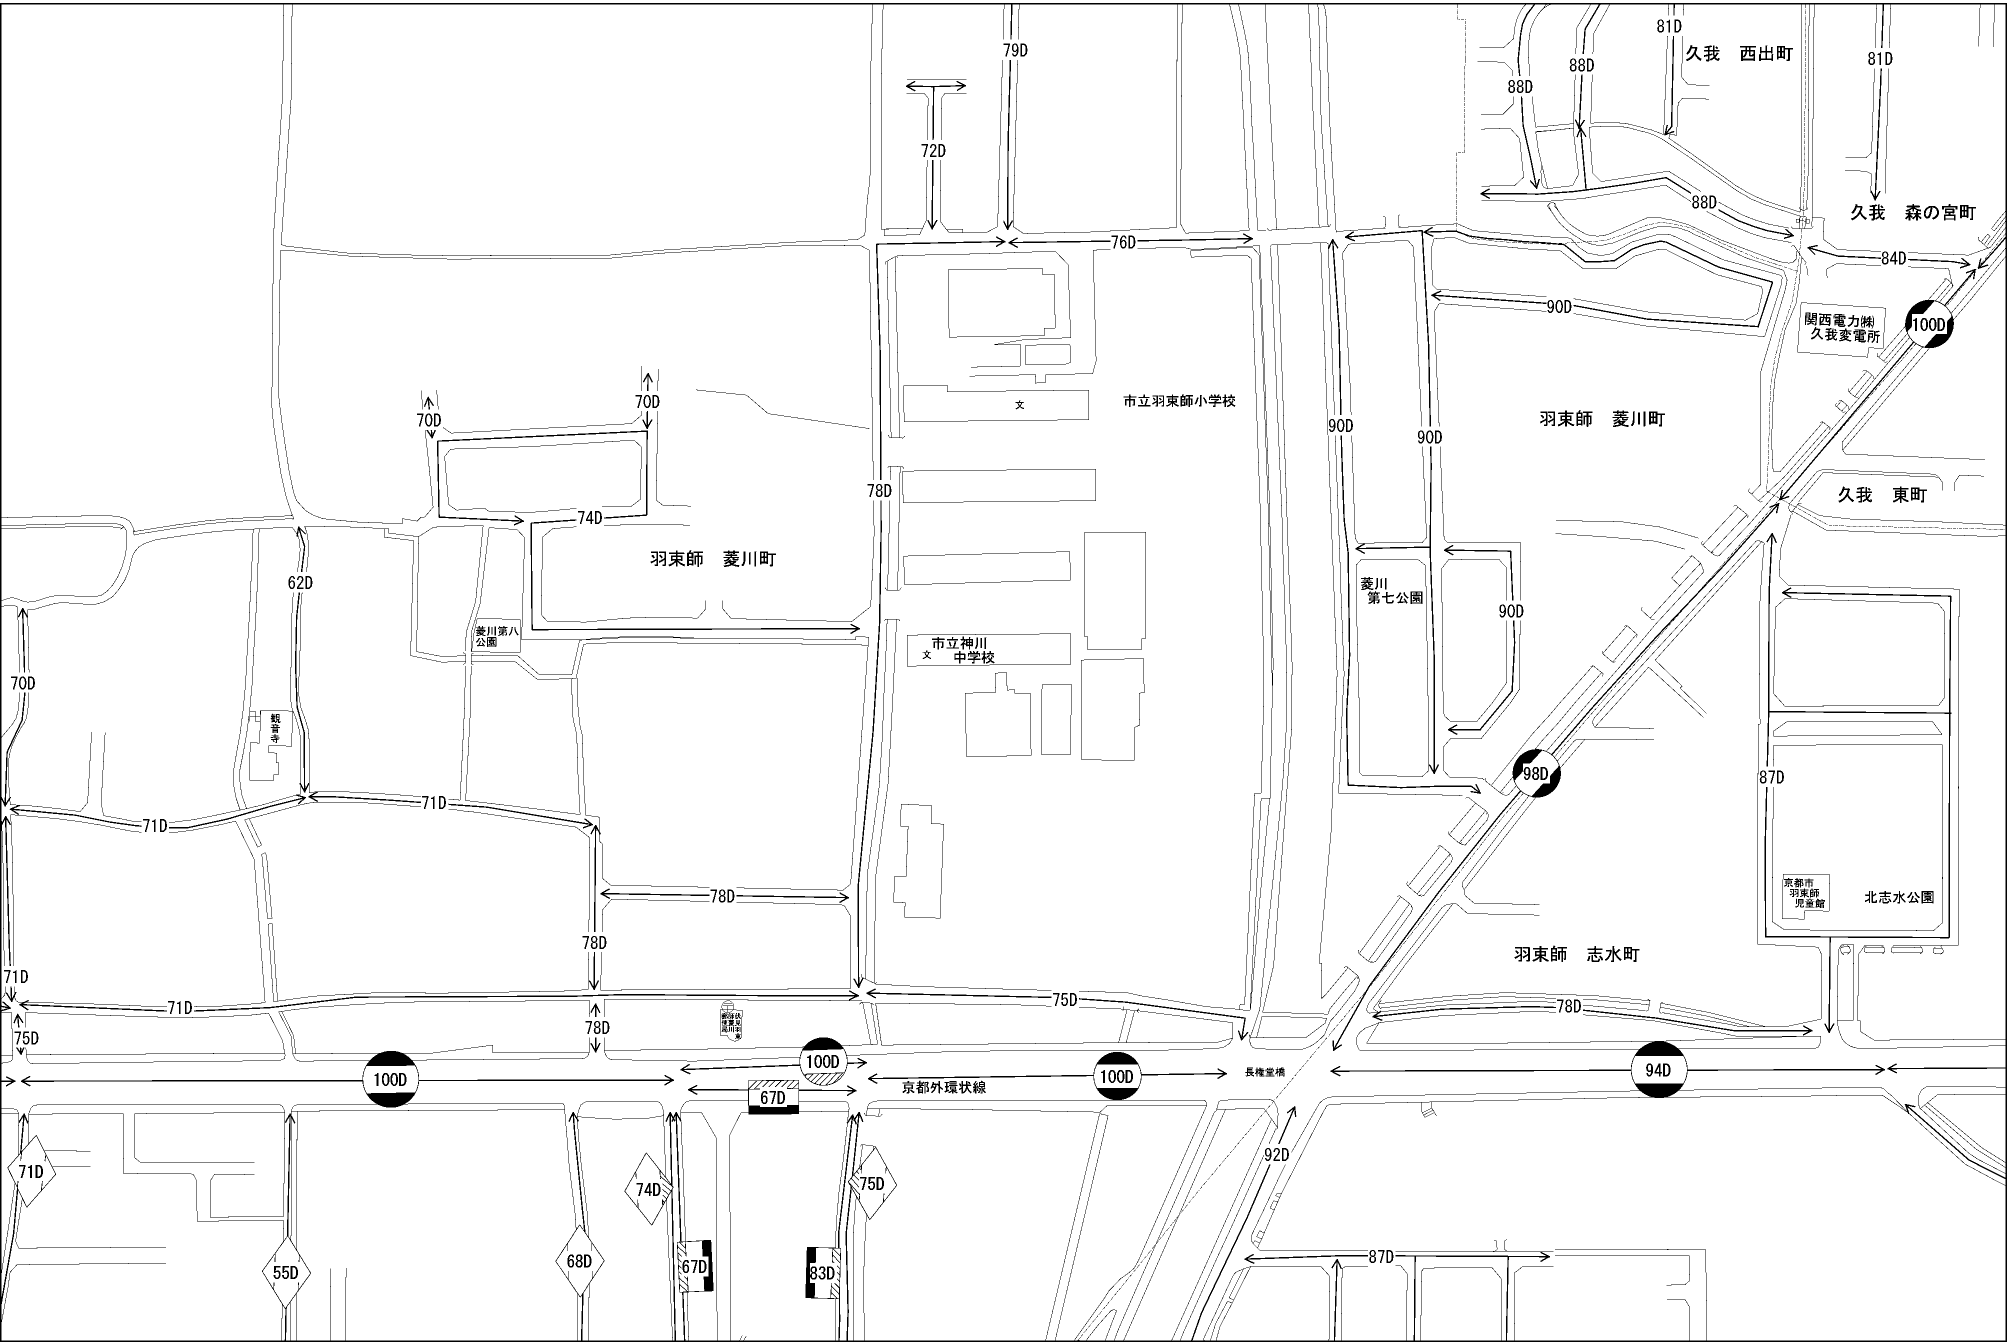 79D
81D
久我 西出町
88D
88D
81D
72D
88D
久我 森の宮町
76D
84D
90D
関西電力㈱
久我変電所
100D
70D
70D
文
市立羽束師小学校
90D
90D
羽束師 菱川町
78D
74D
久我 東町
羽束師 菱川町
62D
菱川
第七公園
90D
菱川第八
公園
市立神川
文 中学校
70D
観音寺
98D
87D
71D
71D
78D
京都市
羽束師
児童館
北志水公園
78D
羽束師 志水町
71D
71D
75D
78D
75D
78D
100D
100D
100D
94D
67D
京都外環状線
長権堂橋
71D
74D
75D
92D
55D
68D
67D
83D
87D